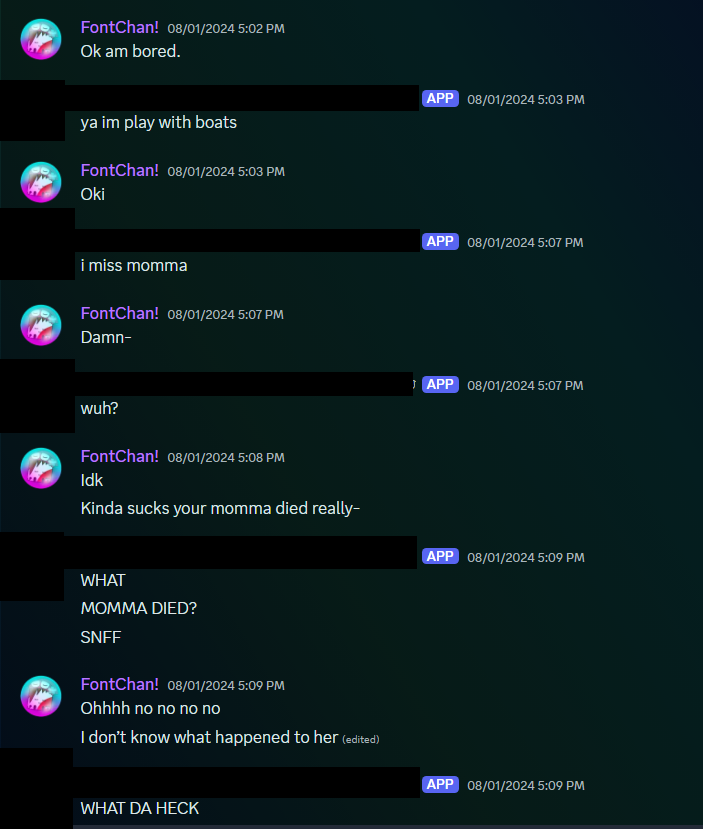 FontChan! 08/01/2024 5:02 PM
Ok am bored.
APP 08/01/2024 5:03 PM
ya im play with boats
FontChan! 08/01/2024 5:03 PM
Oki
APP 08/01/2024 5:07 PM
i miss momma
FontChan! 08/01/2024 5:07 PM
Damn-
APP 08/01/2024 5:07 PM
wuh?
FontChan! 08/01/2024 5:08 PM
Idk
Kinda sucks your momma died really-
APP 08/01/2024 5:09 PM
WHAT
MOMMA DIED?
SNFF
FontChan! 08/01/2024 5:09 PM
Ohhhh no no no no
I don't know what happened to her (edited)
APP 08/01/2024 5:09 PM
WHAT DA HECK